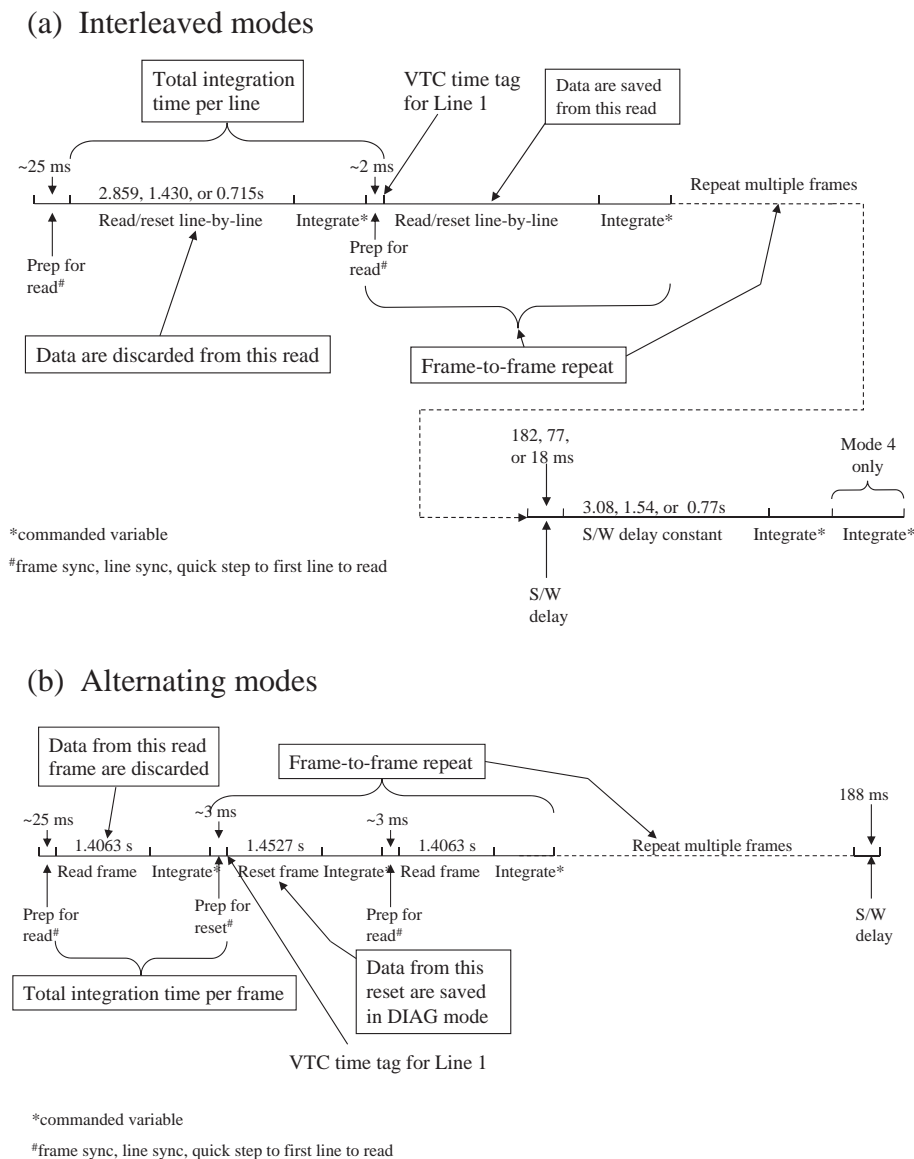 (a) Interleaved modes
Total integration
time per line
VTC time tag
for Line 1
Data are saved
from this read
~25 ms
~2 ms
2.859, 1.430, or 0.715s
Repeat multiple frames
Read/reset line-by-line
Integrate*
Read/reset line-by-line
Integrate*
Prep for
read#
Prep for
read#
Data are discarded from this read
Frame-to-frame repeat
182, 77,
or 18 ms
Mode 4
only
3.08, 1.54, or 0.77s
S/W delay constant
Integrate*
Integrate*
*commanded variable
#frame sync, line sync, quick step to first line to read
S/W
delay
(b) Alternating modes
Data from this read
frame are discarded
Frame-to-frame repeat
188 ms
~25 ms
~3 ms
~3 ms
1.4063 s
1.4527 s
1.4063 s
Repeat multiple frames
Read frame
Integrate*
Reset frame
Integrate*
Read frame
Integrate*
Prep for
read#
Prep for
reset#
Prep for
read#
S/W
delay
Total integration time per frame
Data from this
reset are saved
in DIAG mode
VTC time tag for Line 1
*commanded variable
#frame sync, line sync, quick step to first line to read